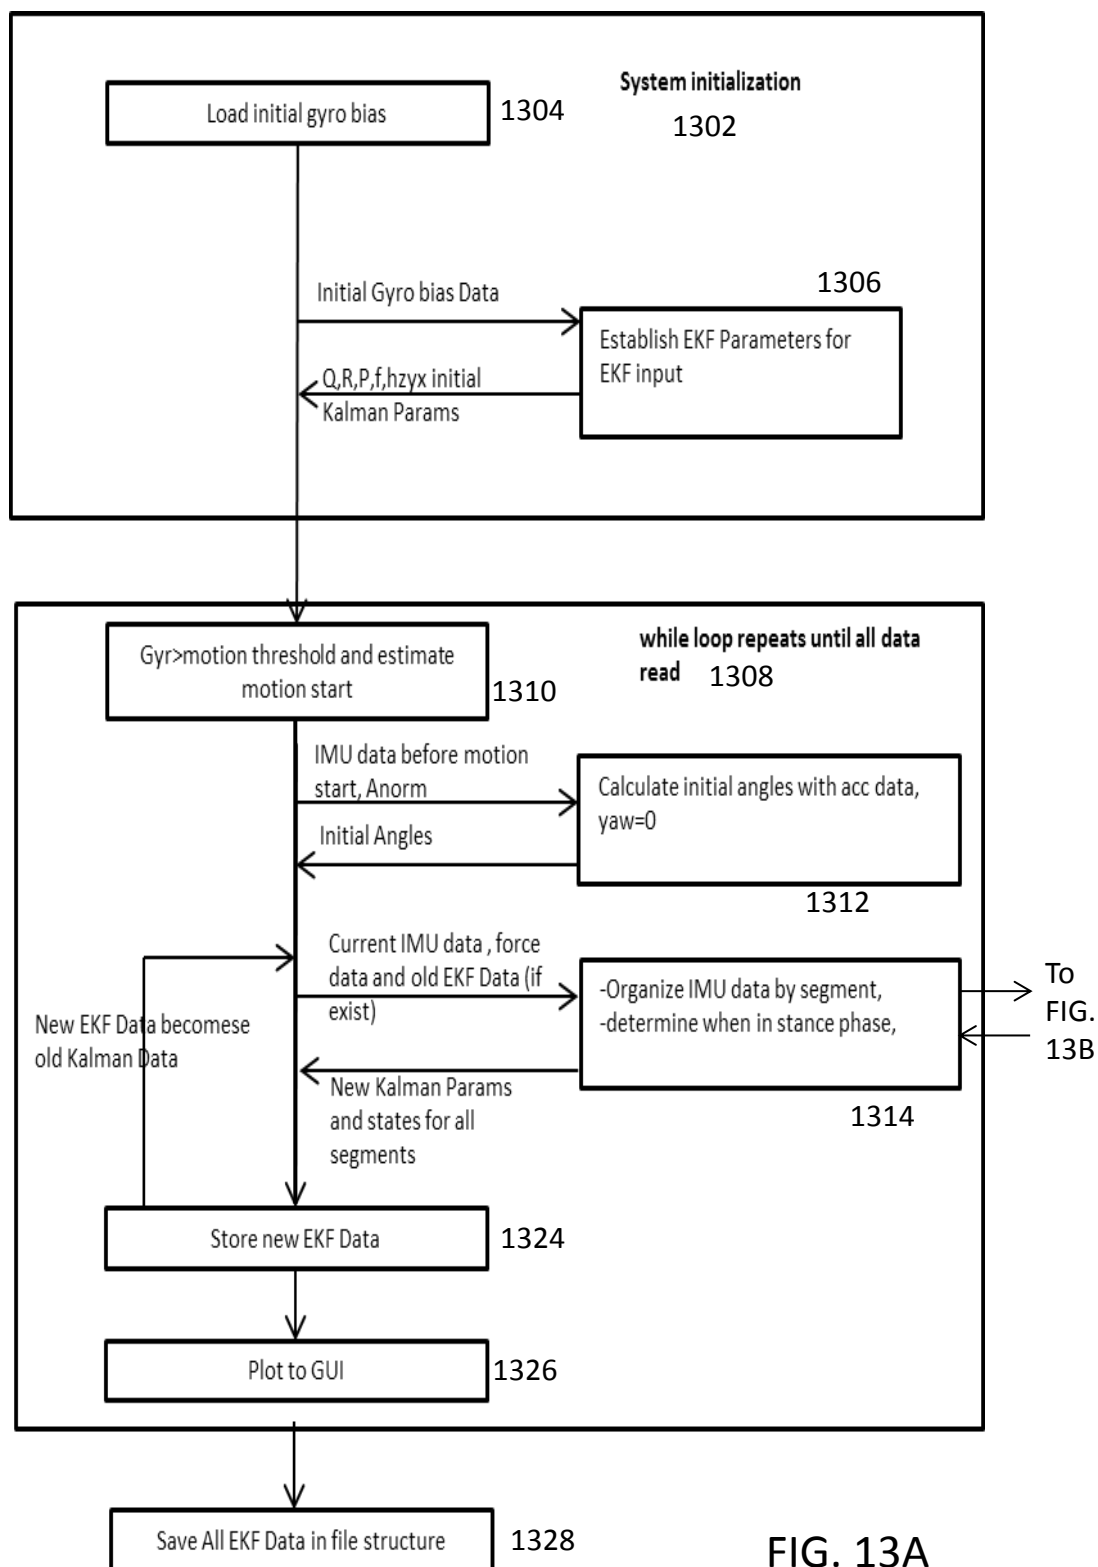 System initialization
1302
Load initial gyro bias
1304
Initial Gyro bias Data
1306
Establish EKF Parameters for
EKF input
Q,R,P,f,hzyx initial
Kalman Params
while loop repeats until all data
read 1308
Gyr>motion threshold and estimate
motion start
1310
IMU data before motion
start, Anorm
Calculate initial angles with acc data,
yaw=0
Initial Angles
1312
Current IMU data , force
data and old EKF Data (if
exist)
-Organize IMU data by segment,
-determine when in stance phase,
To
FIG.
13B
New EKF Data becomese
old Kalman Data
New Kalman Params
and states for all
segments
1314
Store new EKF Data
1324
Plot to GUI
1326
Save All EKF Data in file structure
1328
FIG. 13A